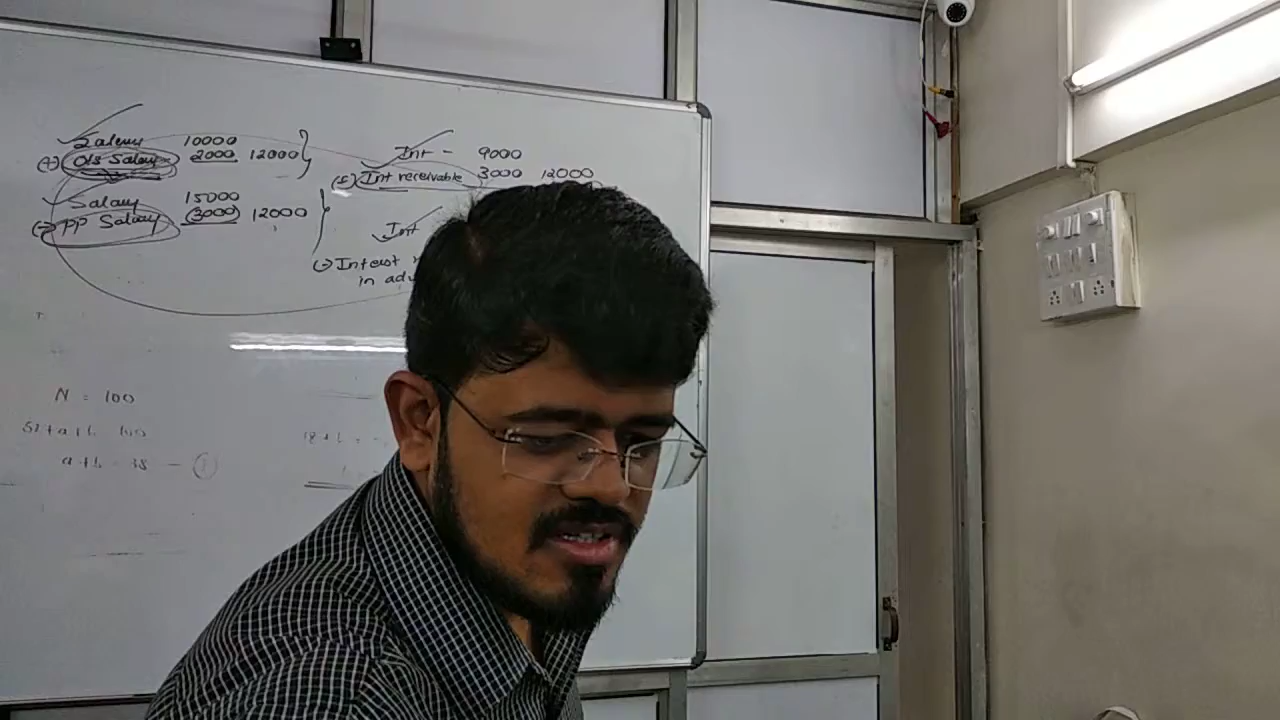 Salary 10000
(+) O/s Salary 2000 12000
Salary 15000
(-) PP Salary (3000) 12000
Int - 9000
(+) Int receivable 3000 12000
Int
(-) Interest
in adv
N = 100
a+b = 38 - (1)